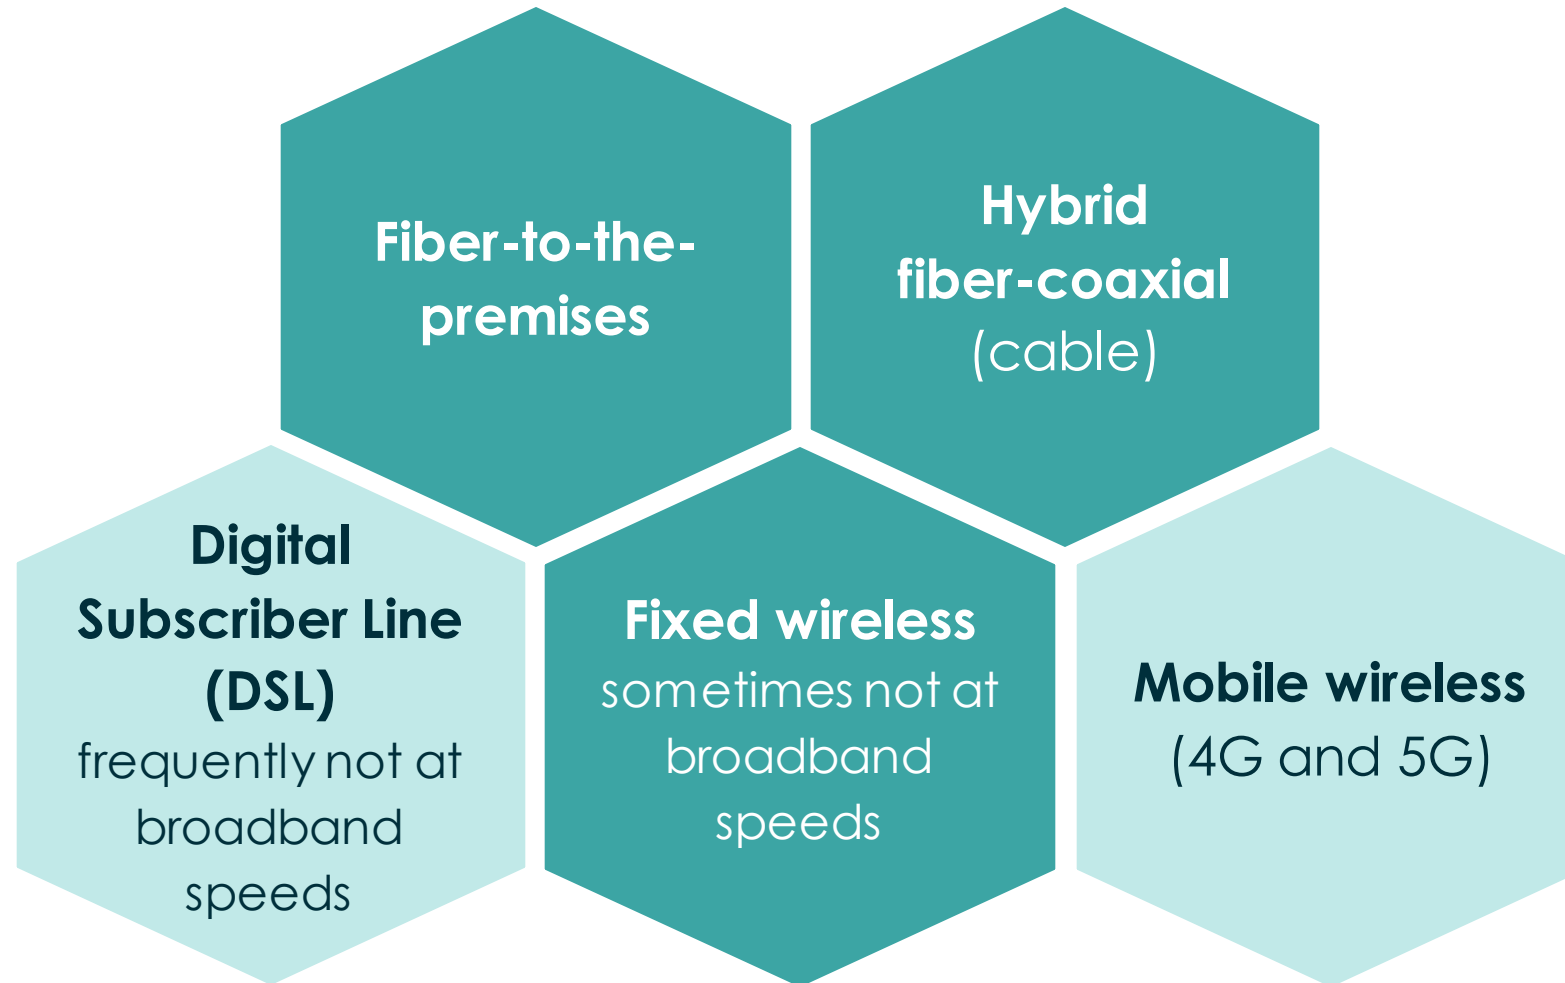 Fiber-to-the-
premises
Hybrid
fiber-coaxial
(cable)
Digital
Subscriber Line
(DSL)
frequently not at
broadband
speeds
Fixed wireless
sometimes not at
broadband
speeds
Mobile wireless
(4G and 5G)